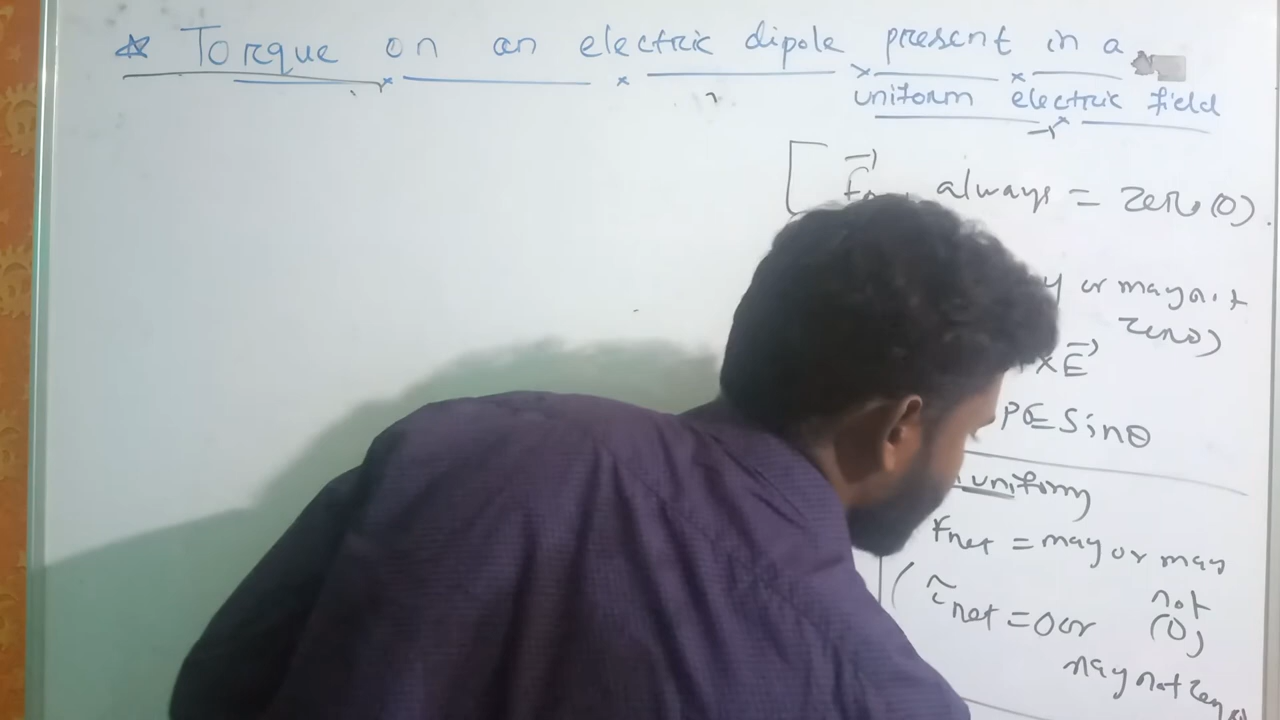 ☆ Torque on an electric dipole present in a
uniform electric field
always = zero (0).
or may not
zero)
× E⃗
PE Sinθ
uniform
Fnet = may or may
not
(0)
τnet = 0 or
may not zero